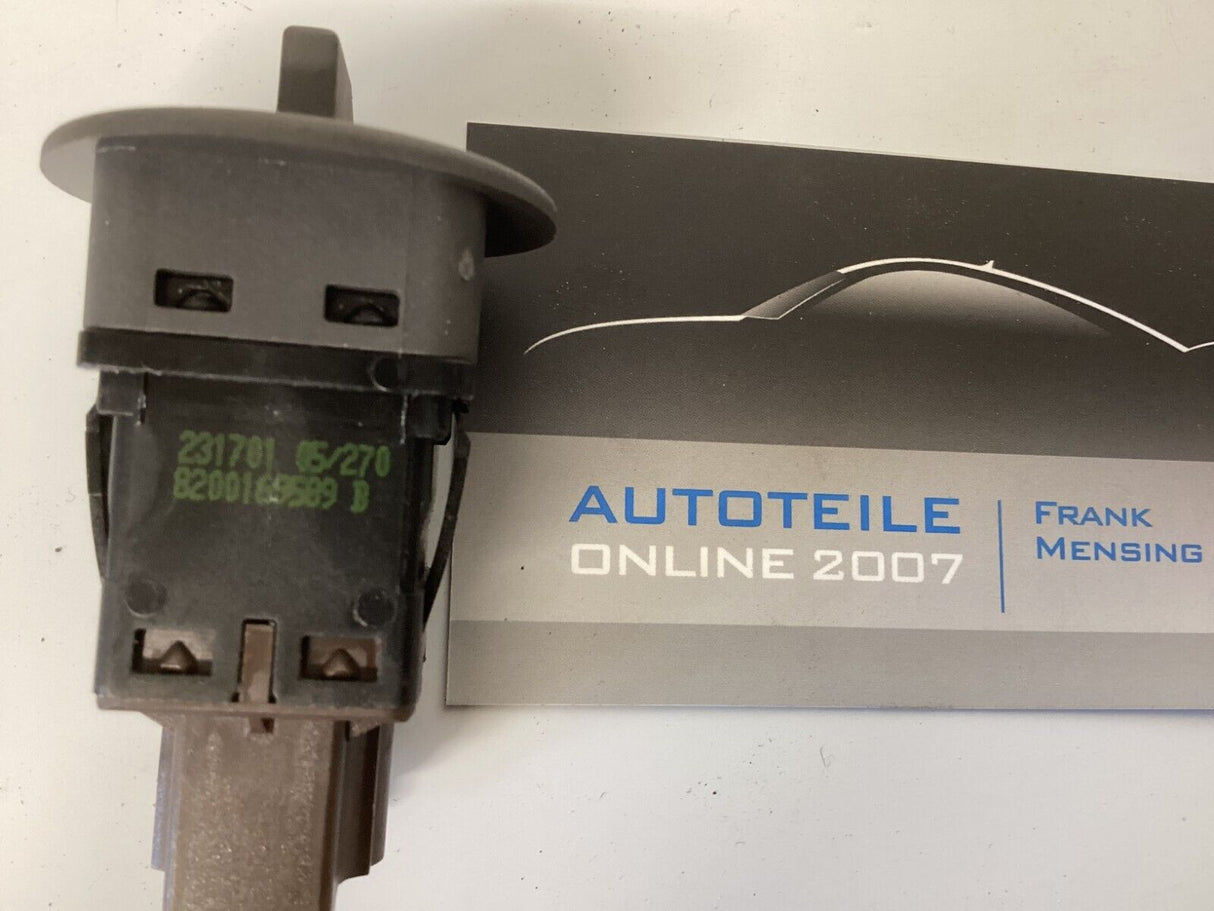 231701 05/270
8200169589 B
AUTOTEILE
ONLINE 2007
FRANK
MENSING